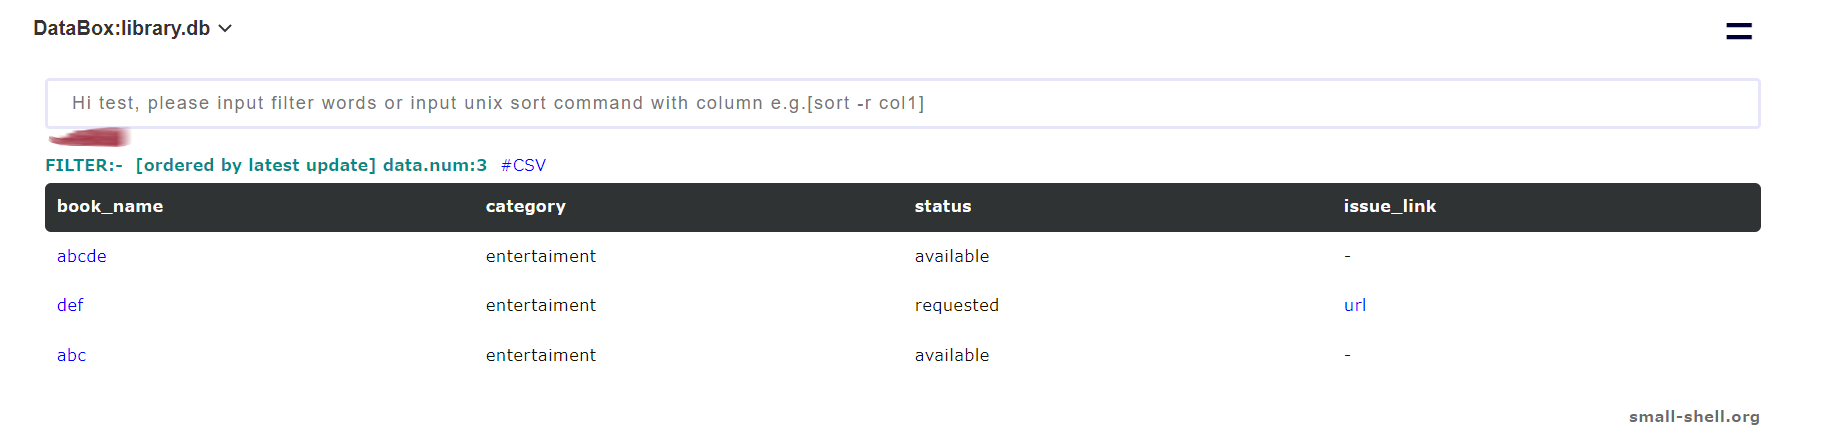 DataBox:library.db
Hi test, please input filter words or input unix sort command with column e.g.[sort -r col1]
FILTER:- [ordered by latest update] data.num:3 #CSV
book_name category status issue_link
abcde entertaiment available -
def entertaiment requested url
abc entertaiment available -
small-shell.org